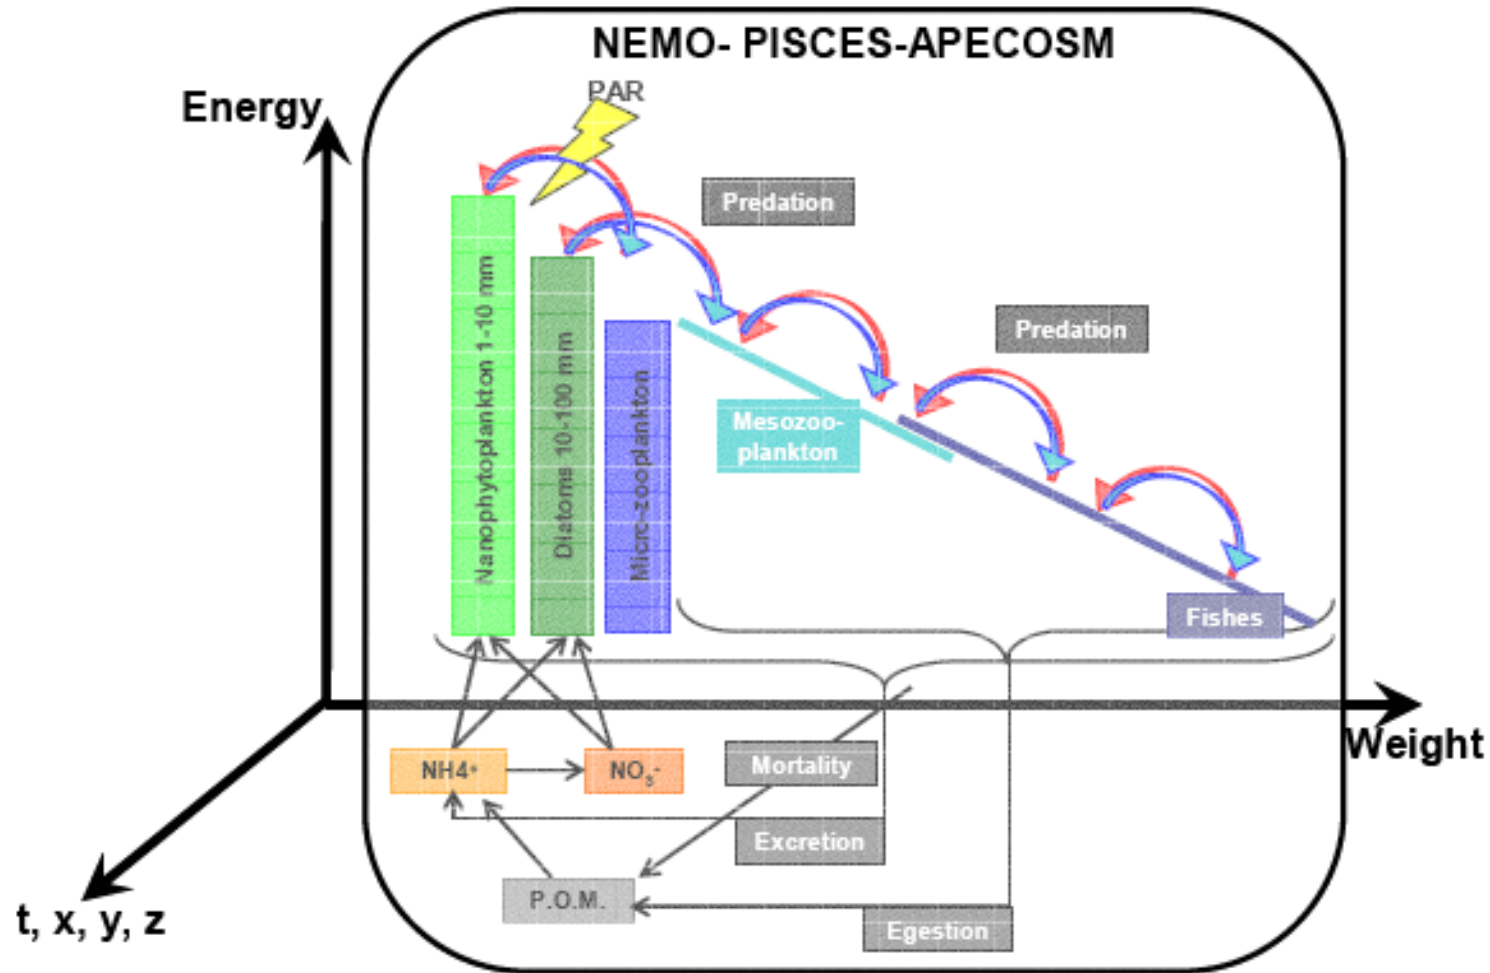 NEMO- PISCES-APECOSM
PAR
Energy
Predation
Predation
Nanophytoplankton 1-10 mm
Diatoms 10-100 mm
Micro-zooplankton
Mesozoo-
plankton
Fishes
Weight
NH4⁺
NO₃⁻
Mortality
Excretion
P.O.M.
Egestion
t, x, y, z